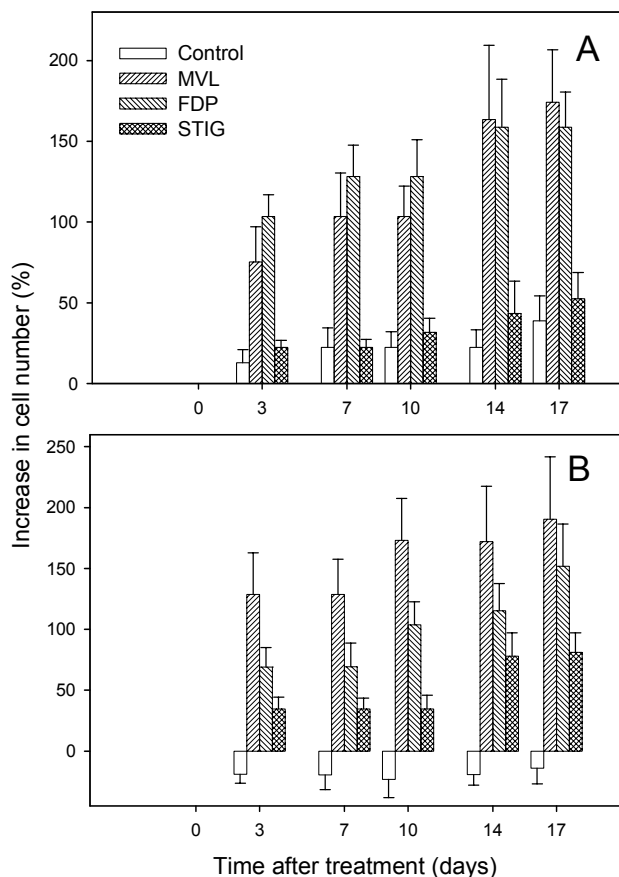 A
Control
MVL
FDP
STIG
200
150
100
50
0
0 3 7 10 14 17
Increase in cell number (%)
B
250
200
150
100
50
0
0 3 7 10 14 17
Time after treatment (days)